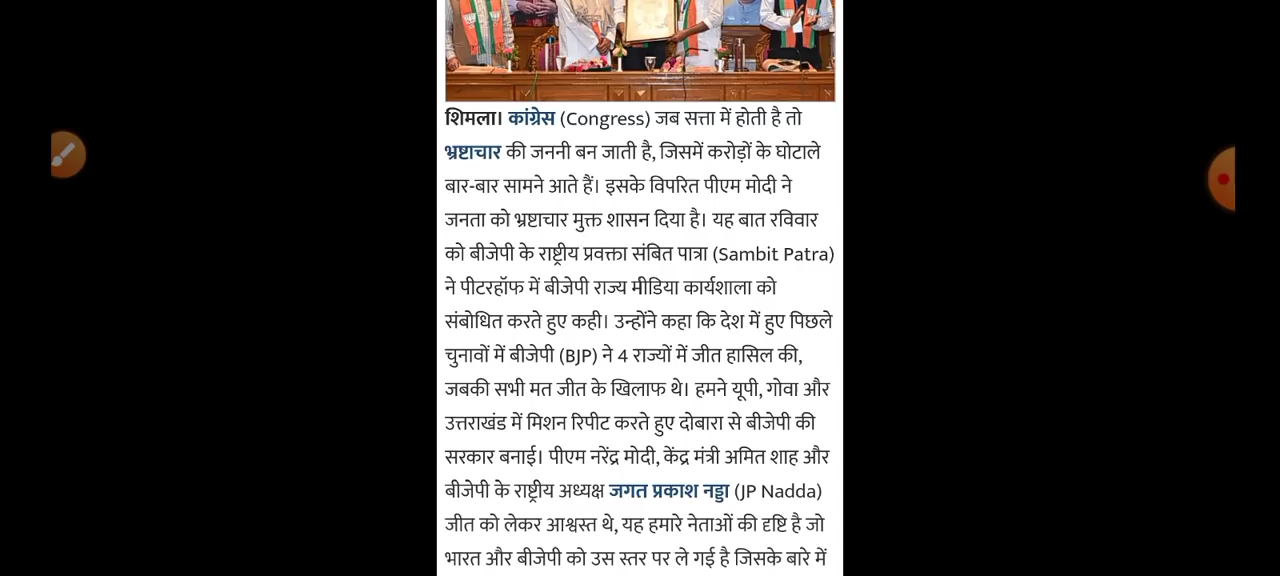 शिमला। कांग्रेस (Congress) जब सत्ता में होती है तो
भ्रष्टाचार की जननी बन जाती है, जिसमें करोड़ों के घोटाले
बार-बार सामने आते हैं। इसके विपरित पीएम मोदी ने
जनता को भ्रष्टाचार मुक्त शासन दिया है। यह बात रविवार
को बीजेपी के राष्ट्रीय प्रवक्ता संबित पात्रा (Sambit Patra)
ने पीटरहॉफ में बीजेपी राज्य मीडिया कार्यशाला को
संबोधित करते हुए कही। उन्होंने कहा कि देश में हुए पिछले
चुनावों में बीजेपी (BJP) ने 4 राज्यों में जीत हासिल की,
जबकी सभी मत जीत के खिलाफ थे। हमने यूपी, गोवा और
उत्तराखंड में मिशन रिपीट करते हुए दोबारा से बीजेपी की
सरकार बनाई। पीएम नरेंद्र मोदी, केंद्र मंत्री अमित शाह और
बीजेपी के राष्ट्रीय अध्यक्ष जगत प्रकाश नड्डा (JP Nadda)
जीत को लेकर आश्वस्त थे, यह हमारे नेताओं की दृष्टि है जो
भारत और बीजेपी को उस स्तर पर ले गई है जिसके बारे में